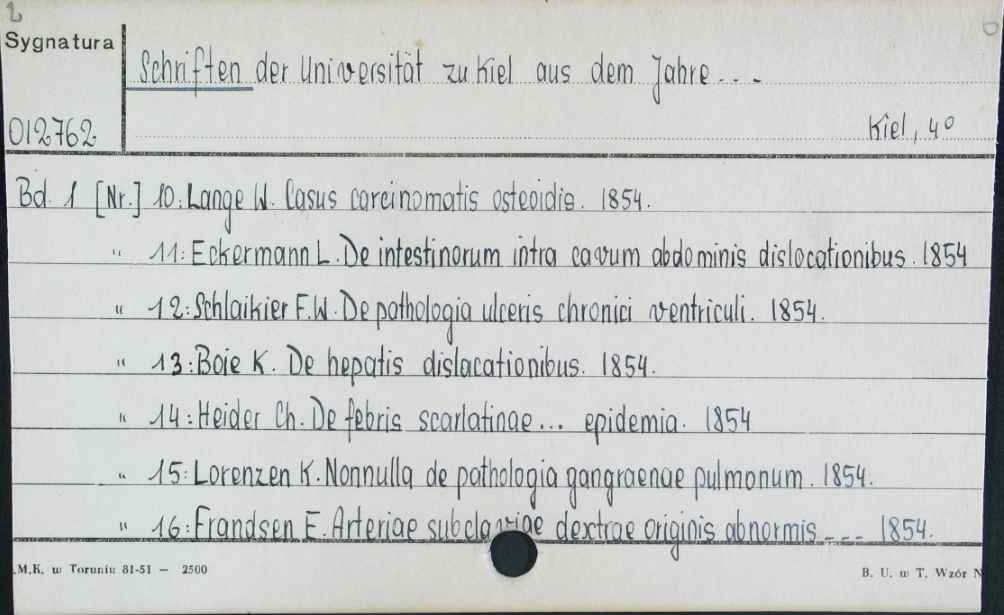 2
Sygnatura
Schriften der Universität zu Kiel aus dem Jahre ---
012762
Kiel, 4°
Bd. 1 [Nr.] 10: Lange W. Casus carcinomatis osteoidis. 1854.
" 11: Eckermann L. De intestinorum intra cavum abdominis dislocationibus. 1854
" 12: Schlaikier F.W. De pathologia ulceris chronici ventriculi. 1854.
" 13: Boie K. De hepatis dislacationibus. 1854.
" 14: Heider Ch. De febris scarlatinae... epidemia. 1854
" 15: Lorenzen K. Nonnulla de pathologia gangraenae pulmonum. 1854.
" 16: Frandsen E. Arteriae subclaviae dextrae originis abnormis --- 1854.
M.K. w Toruniu 81-51 — 2500
B. U. w T. Wzór N